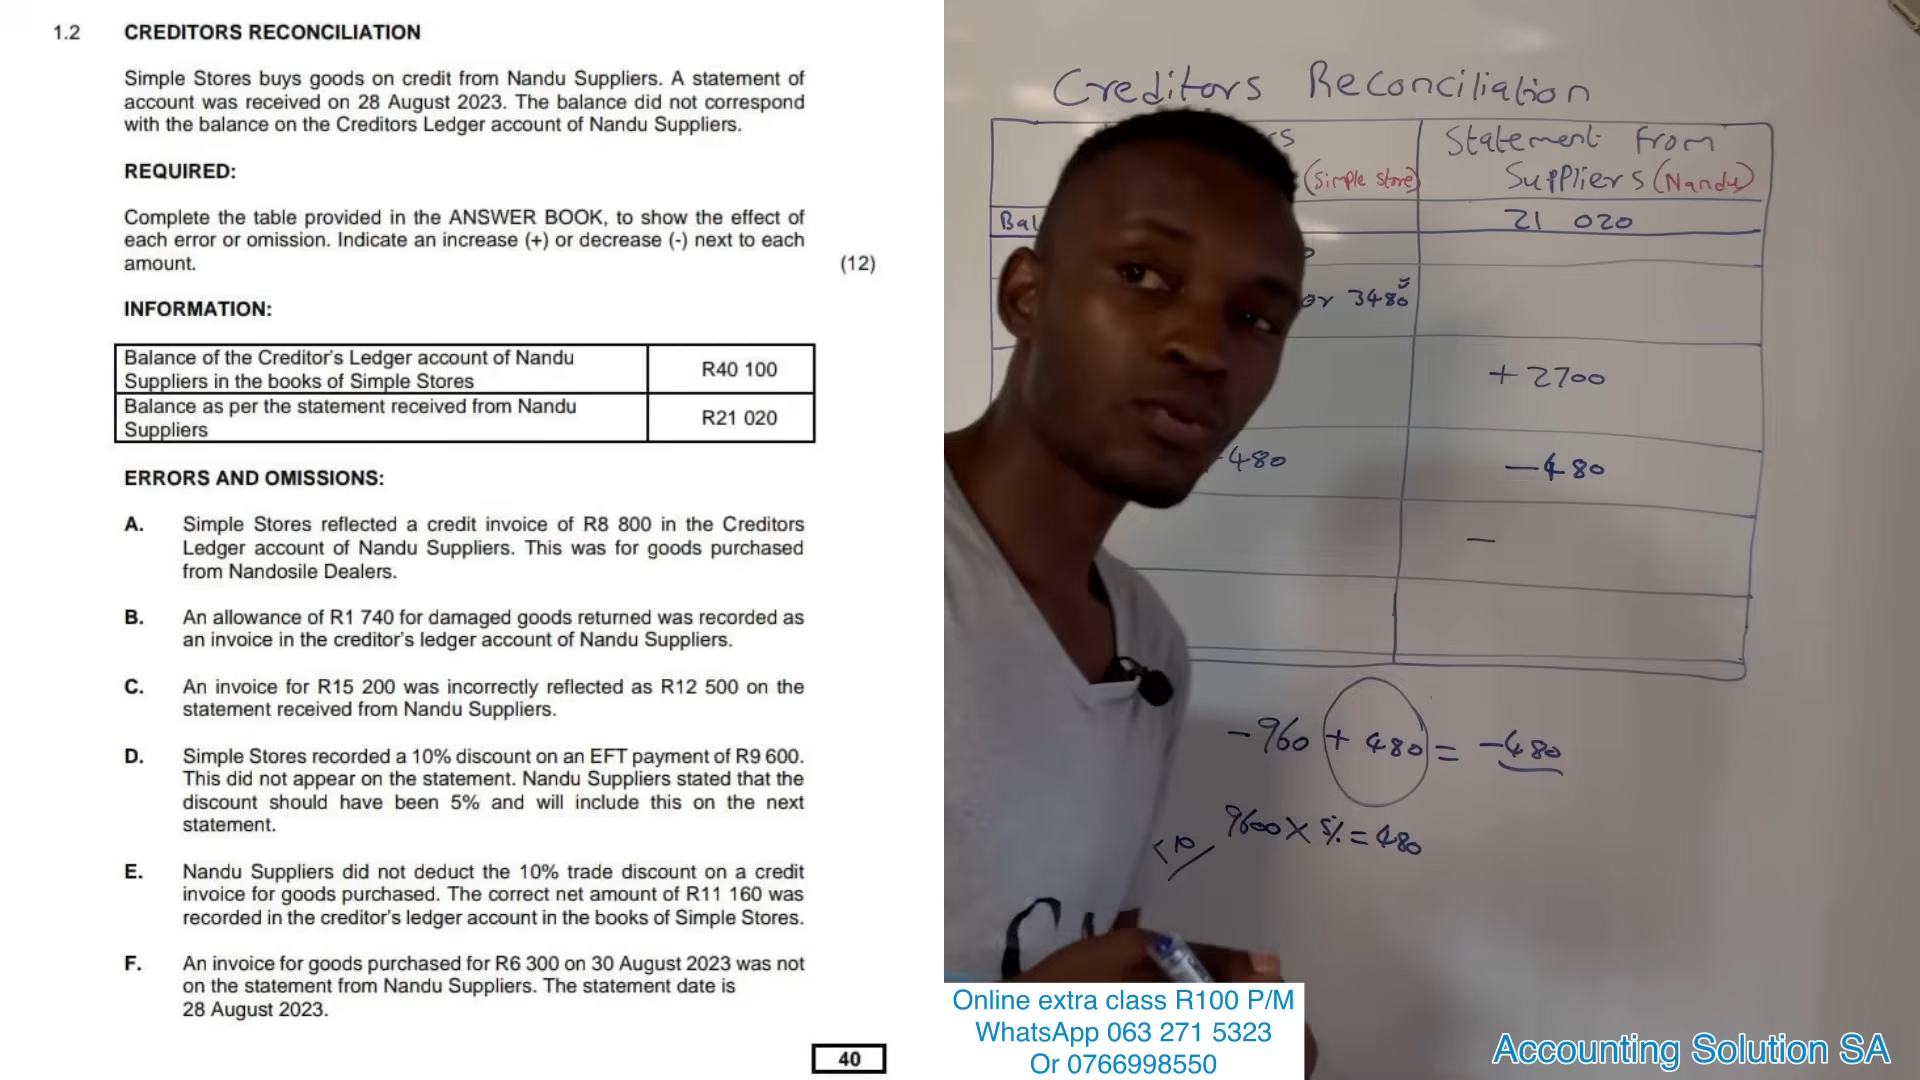 1.2 CREDITORS RECONCILIATION
Simple Stores buys goods on credit from Nandu Suppliers. A statement of
account was received on 28 August 2023. The balance did not correspond
with the balance on the Creditors Ledger account of Nandu Suppliers.
REQUIRED:
Complete the table provided in the ANSWER BOOK, to show the effect of
each error or omission. Indicate an increase (+) or decrease (-) next to each
amount. (12)
INFORMATION:
Balance of the Creditor's Ledger account of Nandu
Suppliers in the books of Simple Stores
R40 100
Balance as per the statement received from Nandu
Suppliers
R21 020
ERRORS AND OMISSIONS:
A. Simple Stores reflected a credit invoice of R8 800 in the Creditors
Ledger account of Nandu Suppliers. This was for goods purchased
from Nandosile Dealers.
B. An allowance of R1 740 for damaged goods returned was recorded as
an invoice in the creditor's ledger account of Nandu Suppliers.
C. An invoice for R15 200 was incorrectly reflected as R12 500 on the
statement received from Nandu Suppliers.
D. Simple Stores recorded a 10% discount on an EFT payment of R9 600.
This did not appear on the statement. Nandu Suppliers stated that the
discount should have been 5% and will include this on the next
statement.
E. Nandu Suppliers did not deduct the 10% trade discount on a credit
invoice for goods purchased. The correct net amount of R11 160 was
recorded in the creditor's ledger account in the books of Simple Stores.
F. An invoice for goods purchased for R6 300 on 30 August 2023 was not
on the statement from Nandu Suppliers. The statement date is
28 August 2023.
40
Creditors Reconciliation
(Simple store)
Statement from
Suppliers (Nandu)
Bal
21 020
or 3480
+ 2700
480
- 480
-
- 960 + 480 = - 480
9600 X 5% = 480
Online extra class R100 P/M
WhatsApp 063 271 5323
Or 0766998550
Accounting Solution SA